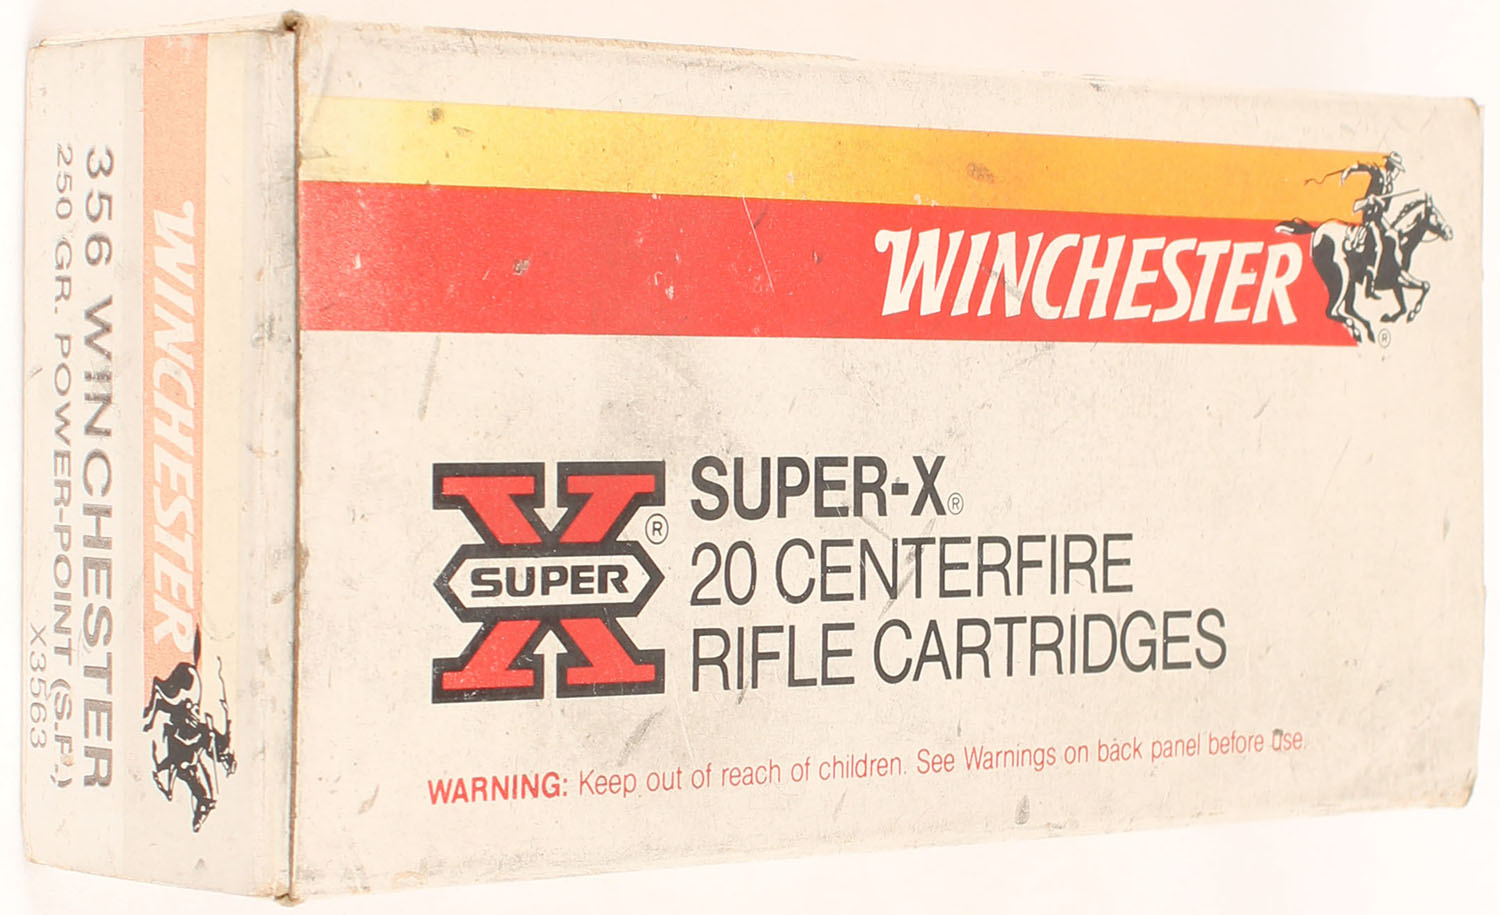 WINCHESTER
®
SUPER
®
SUPER-X®
20 CENTERFIRE
RIFLE CARTRIDGES
WARNING: Keep out of reach of children. See Warnings on back panel before use.
WINCHESTER
356 WINCHESTER
250 GR. POWER-POINT (S.P.)
X3563